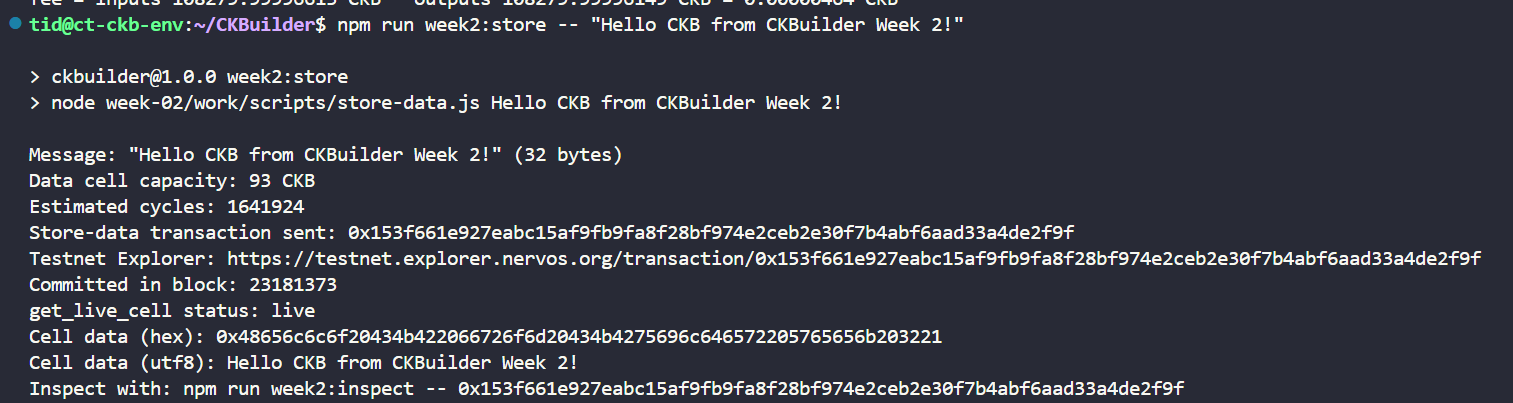 tid@ct-ckb-env:~/CKBuilder$ npm run week2:store -- "Hello CKB from CKBuilder Week 2!"
> ckbuilder@1.0.0 week2:store
> node week-02/work/scripts/store-data.js Hello CKB from CKBuilder Week 2!
Message: "Hello CKB from CKBuilder Week 2!" (32 bytes)
Data cell capacity: 93 CKB
Estimated cycles: 1641924
Store-data transaction sent: 0x153f661e927eabc15af9fb9fa8f28bf974e2ceb2e30f7b4abf6aad33a4de2f9f
Testnet Explorer: https://testnet.explorer.nervos.org/transaction/0x153f661e927eabc15af9fb9fa8f28bf974e2ceb2e30f7b4abf6aad33a4de2f9f
Committed in block: 23181373
get_live_cell status: live
Cell data (hex): 0x48656c6c6f20434b422066726f6d20434b4275696c646572205765656b203221
Cell data (utf8): Hello CKB from CKBuilder Week 2!
Inspect with: npm run week2:inspect -- 0x153f661e927eabc15af9fb9fa8f28bf974e2ceb2e30f7b4abf6aad33a4de2f9f